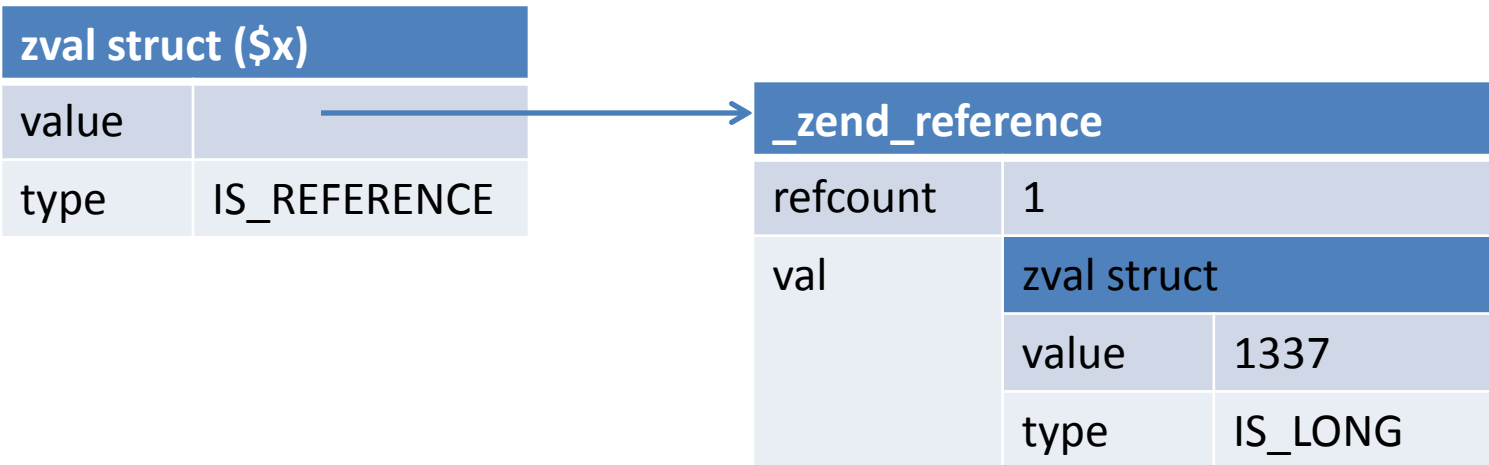 zval struct ($x)
value
type IS_REFERENCE
_zend_reference
refcount 1
val zval struct
value 1337
type IS_LONG